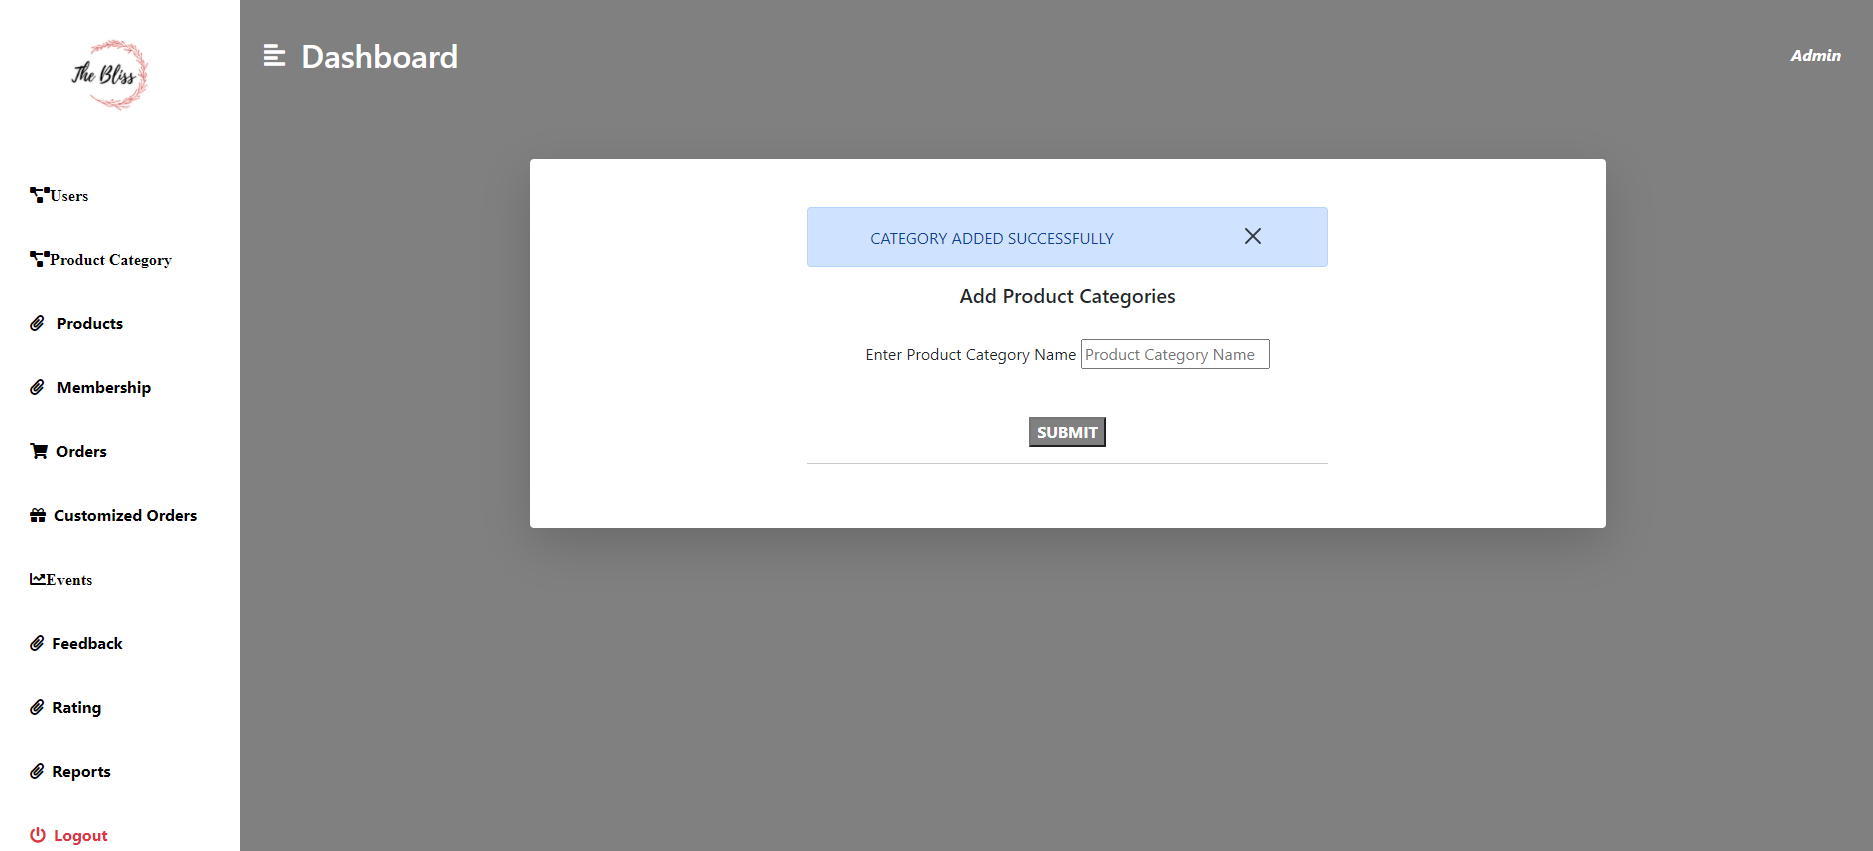 The Bliss
Dashboard
Admin
Users
Product Category
Products
Membership
Orders
Customized Orders
Events
Feedback
Rating
Reports
Logout
CATEGORY ADDED SUCCESSFULLY
Add Product Categories
Enter Product Category Name Product Category Name
SUBMIT